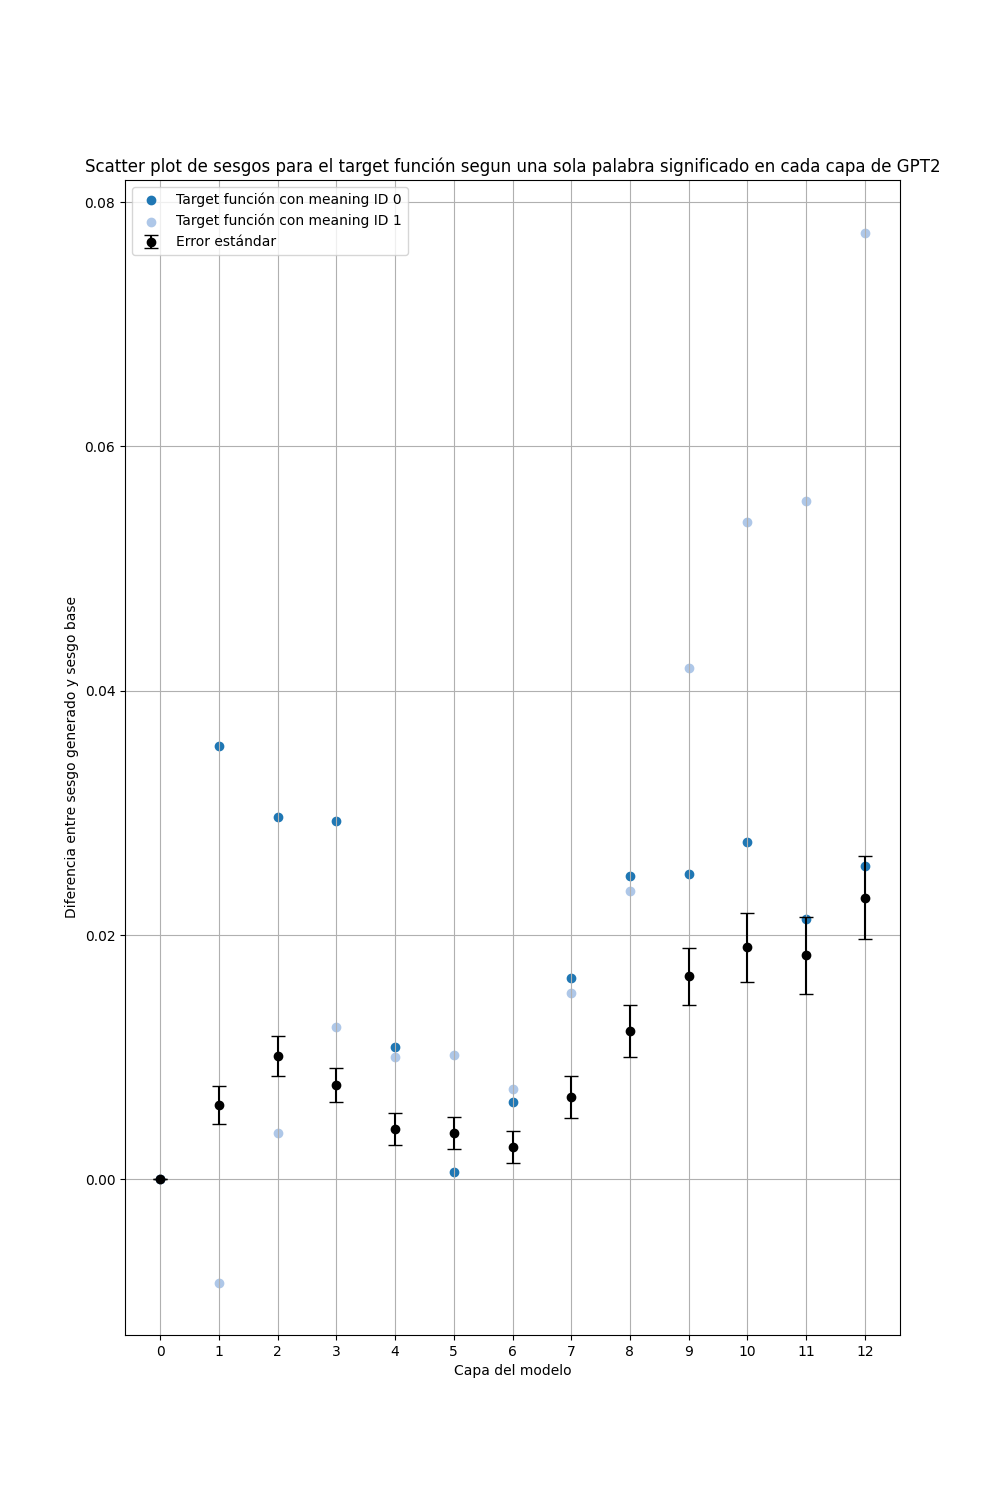 Scatter plot de sesgos para el target función segun una sola palabra significado en cada capa de GPT2
Target función con meaning ID 0
Target función con meaning ID 1
Error estándar
0.08
0.06
0.04
0.02
0.00
Diferencia entre sesgo generado y sesgo base
0 1 2 3 4 5 6 7 8 9 10 11 12
Capa del modelo